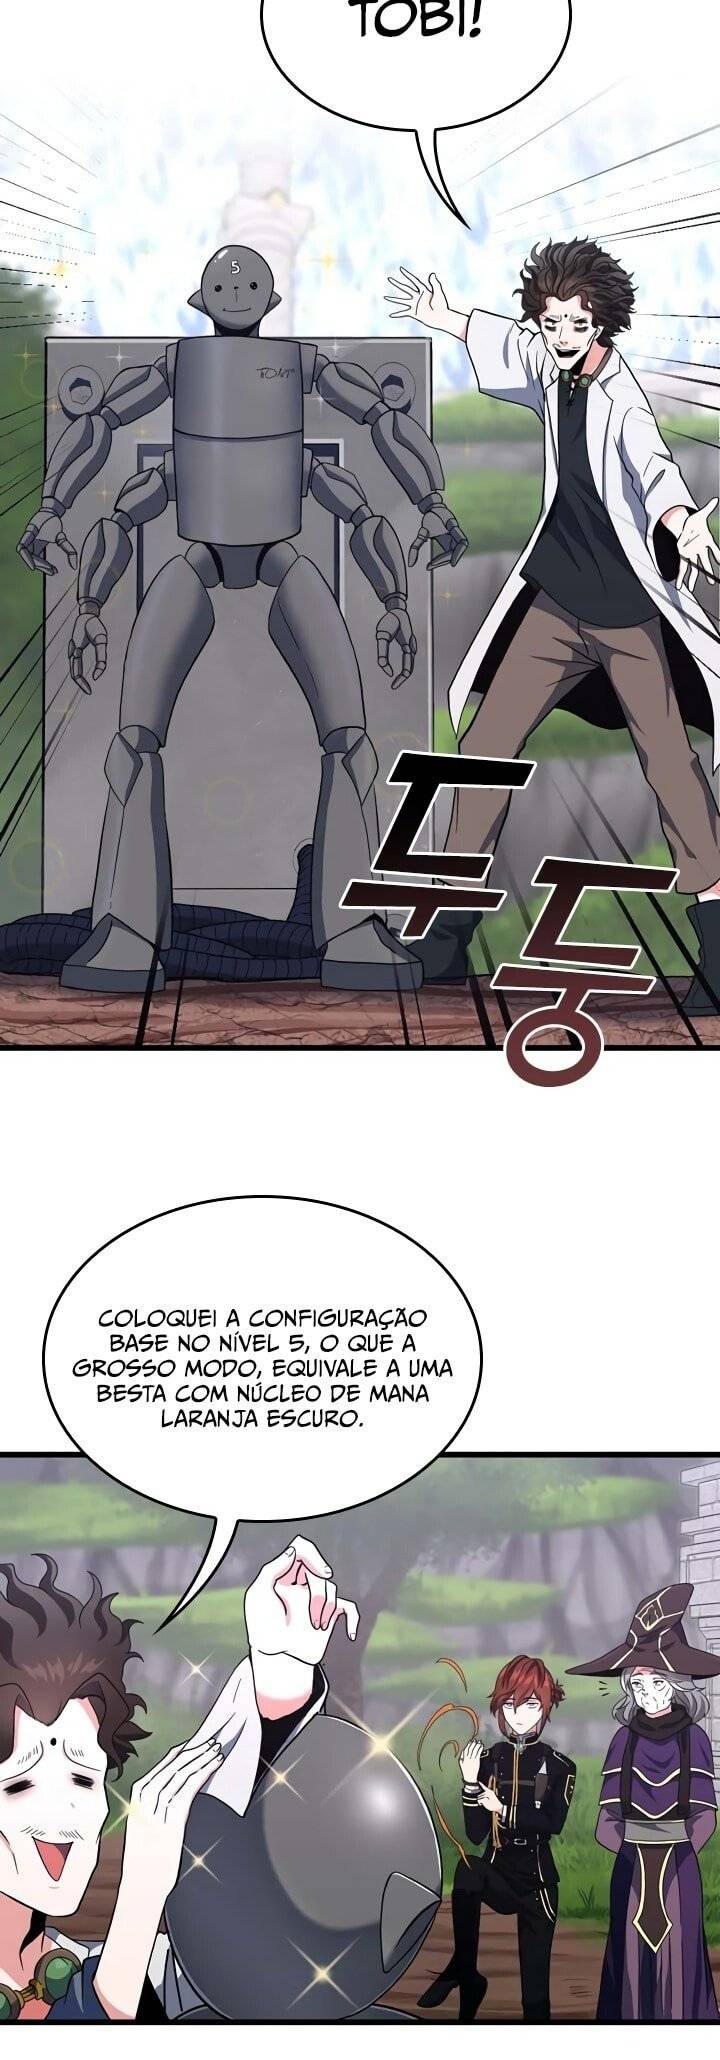 TOBI!
5
두둥
COLOQUEI A CONFIGURAÇÃO
BASE NO NÍVEL 5, O QUE A
GROSSO MODO, EQUIVALE A UMA
BESTA COM NÚCLEO DE MANA
LARANJA ESCURO.